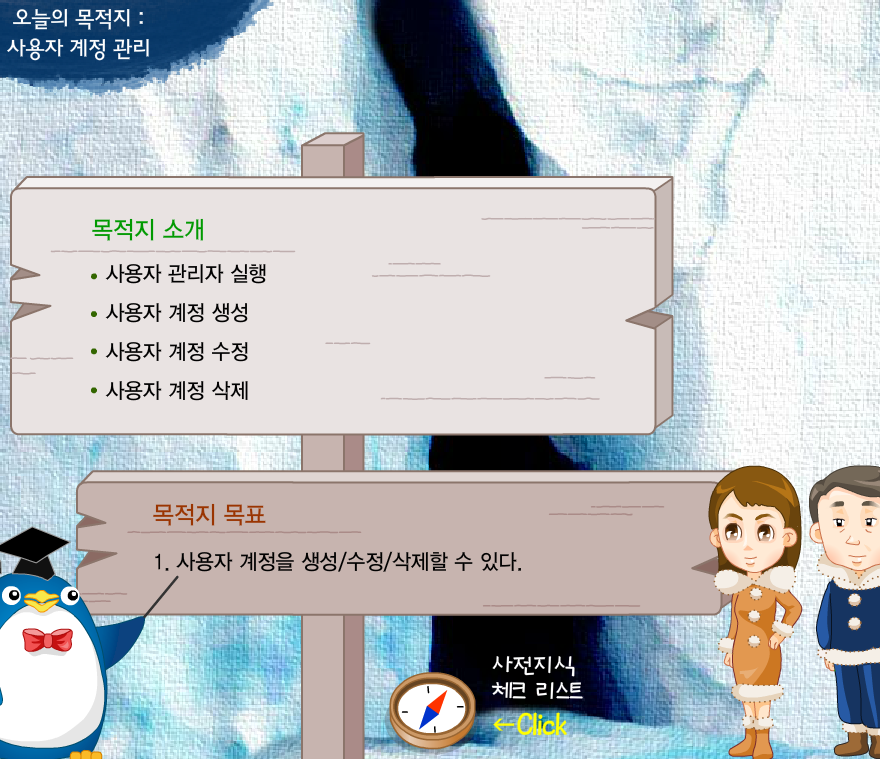 오늘의 목적지 :
사용자 계정 관리
목적지 소개
• 사용자 관리자 실행
• 사용자 계정 생성
• 사용자 계정 수정
• 사용자 계정 삭제
목적지 목표
1. 사용자 계정을 생성/수정/삭제할 수 있다.
사전지식
체크 리스트
←Click